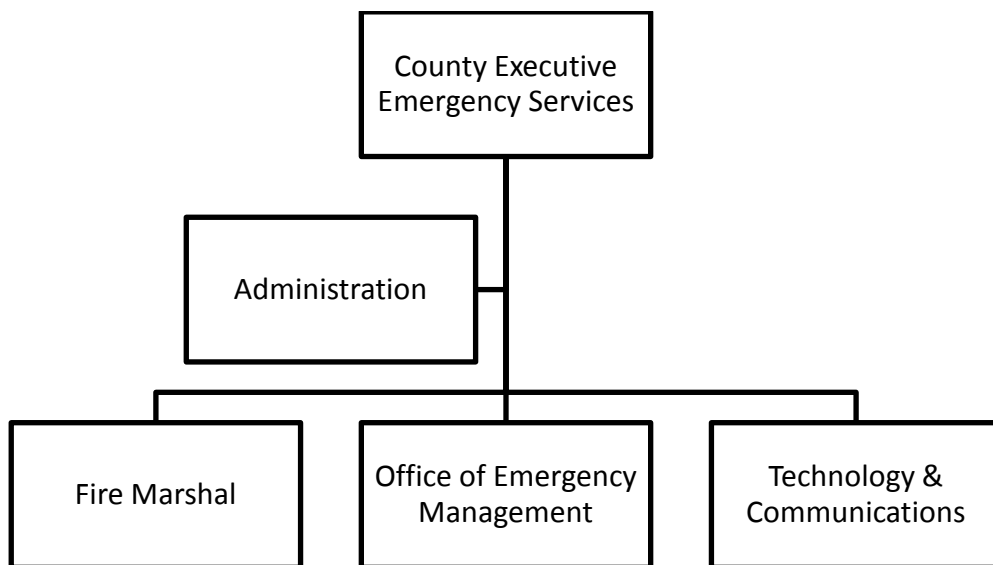 County Executive
Emergency Services
Administration
Fire Marshal
Office of Emergency
Management
Technology &
Communications